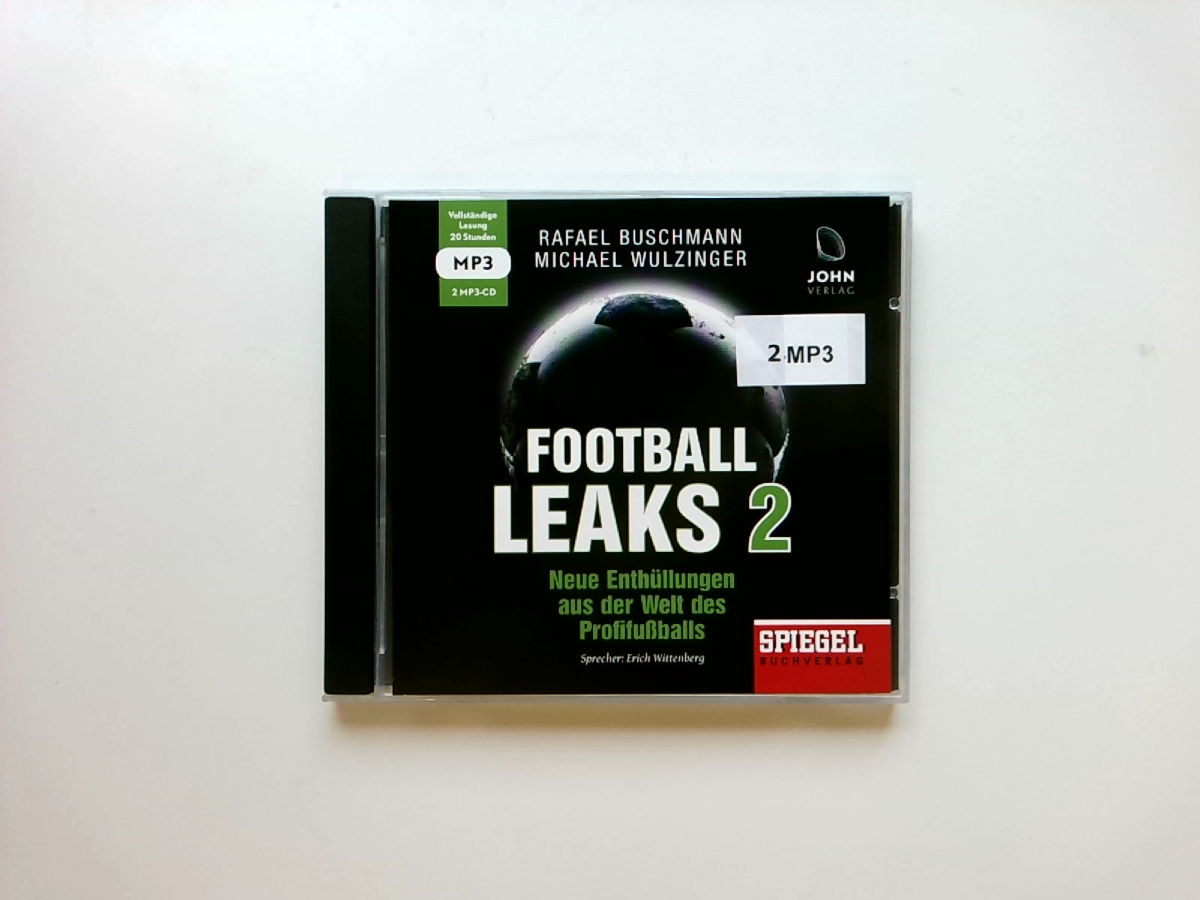 Vollständige
Lesung
20 Stunden
MP3
2 MP3-CD
RAFAEL BUSCHMANN
MICHAEL WULZINGER
JOHN
VERLAG
2 MP3
FOOTBALL
LEAKS 2
Neue Enthüllungen
aus der Welt des
Profifußballs
Sprecher: Erich Wittenberg
SPIEGEL
BUCHVERLAG